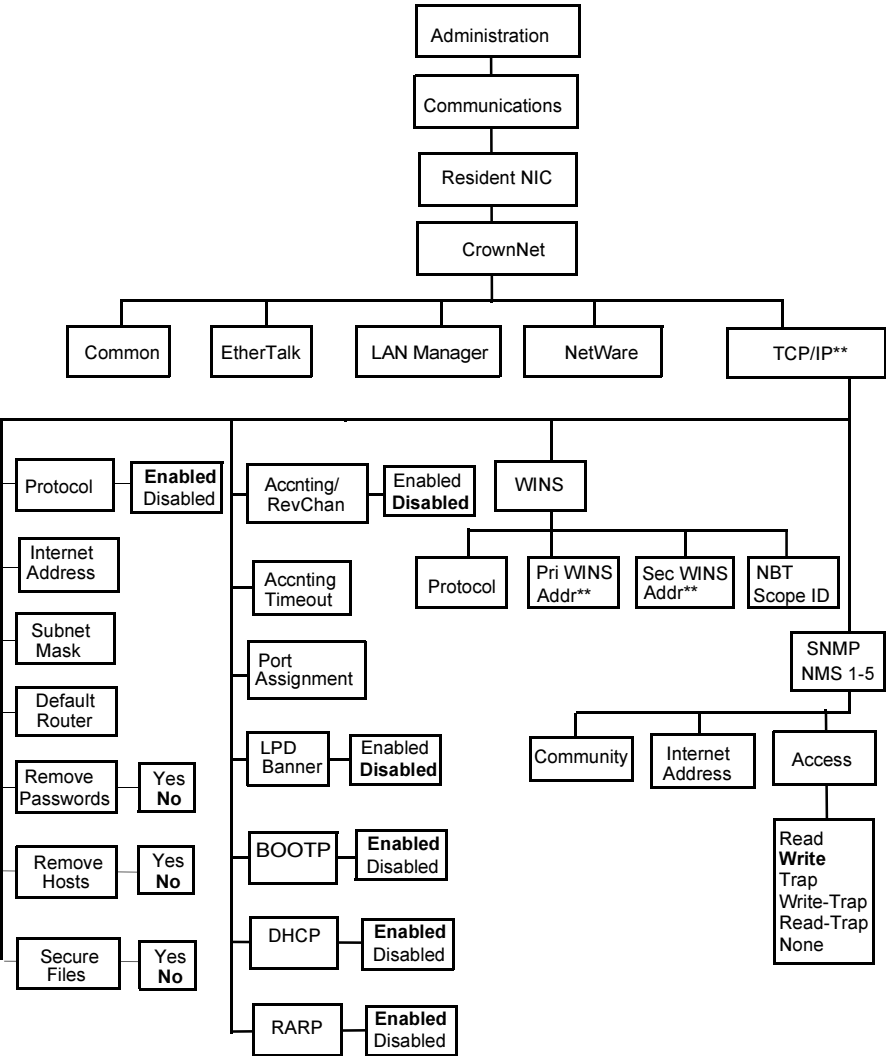 Administration
Communications
Resident NIC
CrownNet
Common
EtherTalk
LAN Manager
NetWare
TCP/IP**
Protocol
Enabled
Disabled
Internet
Address
Subnet
Mask
Default
Router
Remove
Passwords
Yes
No
Remove
Hosts
Yes
No
Secure
Files
Yes
No
Accnting/
RevChan
Enabled
Disabled
Accnting
Timeout
Port
Assignment
LPD
Banner
Enabled
Disabled
BOOTP
Enabled
Disabled
DHCP
Enabled
Disabled
RARP
Enabled
Disabled
WINS
Protocol
Pri WINS
Addr**
Sec WINS
Addr**
NBT
Scope ID
SNMP
NMS 1-5
Community
Internet
Address
Access
Read
Write
Trap
Write-Trap
Read-Trap
None